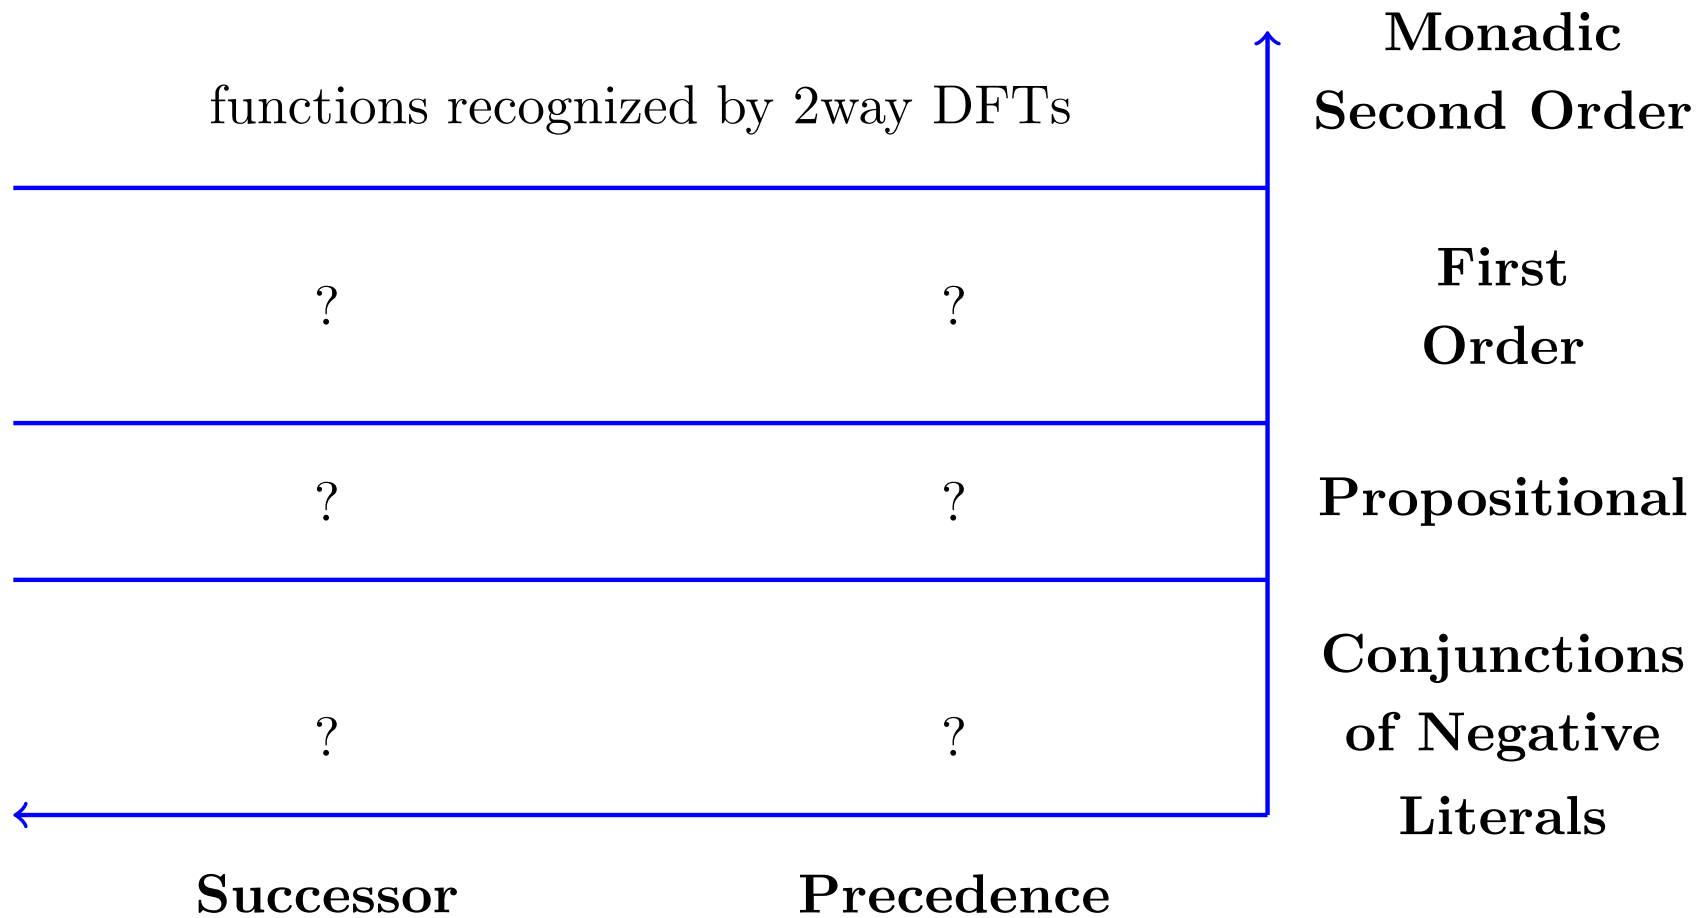 Monadic
functions recognized by 2way DFTs
Second Order
First
? ?
Order
? ?
Propositional
Conjunctions
? ?
of Negative
Literals
Successor Precedence